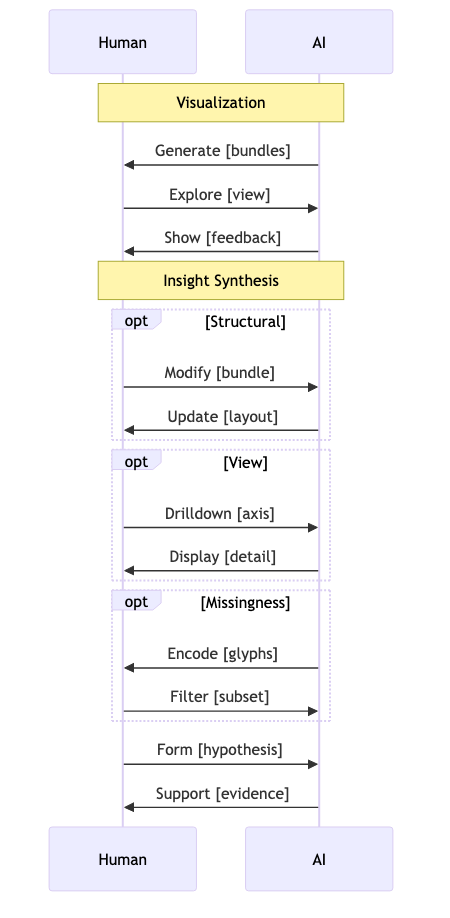 Human
AI
Visualization
Generate [bundles]
Explore [view]
Show [feedback]
Insight Synthesis
opt
[Structural]
Modify [bundle]
Update [layout]
opt
[View]
Drilldown [axis]
Display [detail]
opt
[Missingness]
Encode [glyphs]
Filter [subset]
Form [hypothesis]
Support [evidence]
Human
AI